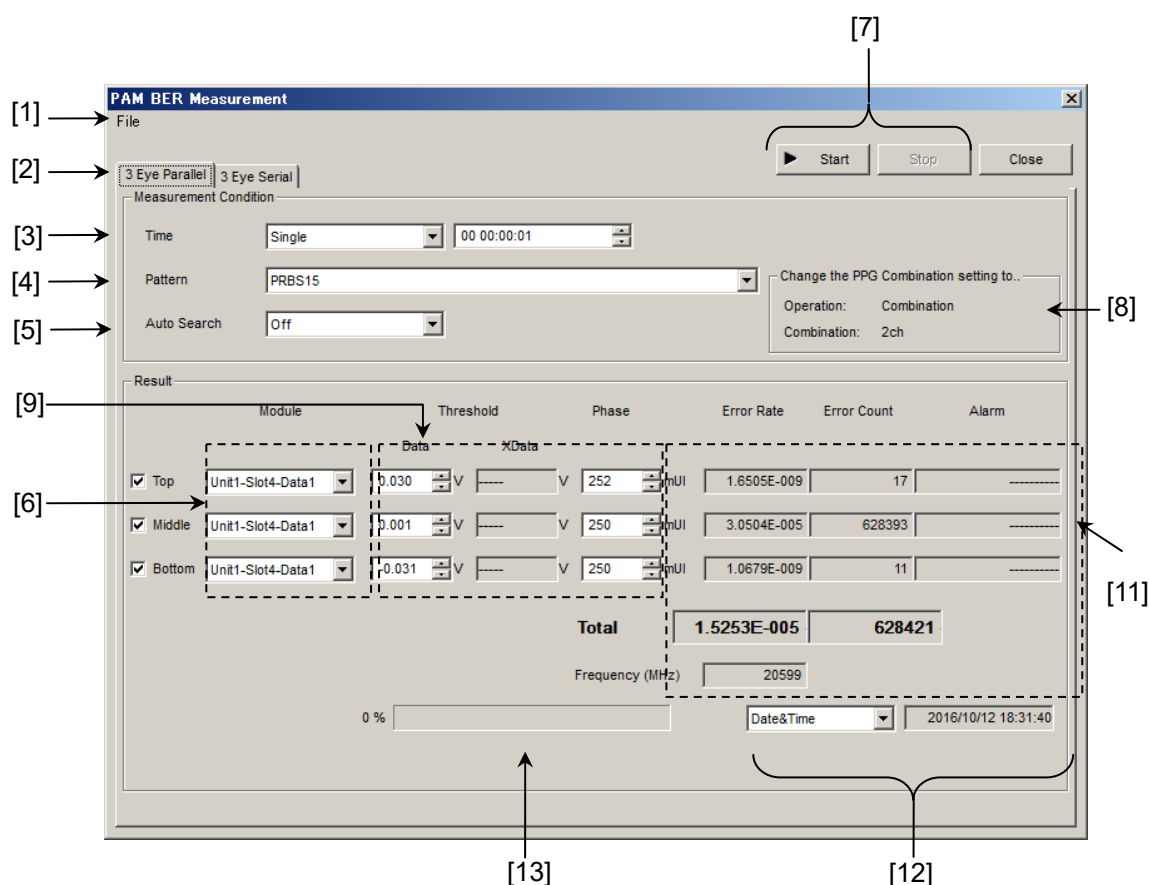 [7]
PAM BER Measurement
[1] File
Start Stop Close
[2] 3 Eye Parallel 3 Eye Serial
Measurement Condition
[3] Time Single 00 00:00:01
[4] Pattern PRBS15
Change the PPG Combination setting to..
Operation: Combination
[8]
[5] Auto Search Off
Combination: 2ch
Result
[9]
Module Threshold Phase Error Rate Error Count Alarm
Data XData
Top Unit1-Slot4-Data1 0.030 V ----- V 252 mUI 1.6505E-009 17 ----------
[6]
Middle Unit1-Slot4-Data1 0.001 V ----- V 250 mUI 3.0504E-005 628393 ----------
Bottom Unit1-Slot4-Data1 -0.031 V ----- V 250 mUI 1.0679E-009 11 ----------
[11]
Total 1.5253E-005 628421
Frequency (MHz) 20599
0 % Date&Time 2016/10/12 18:31:40
[13] [12]